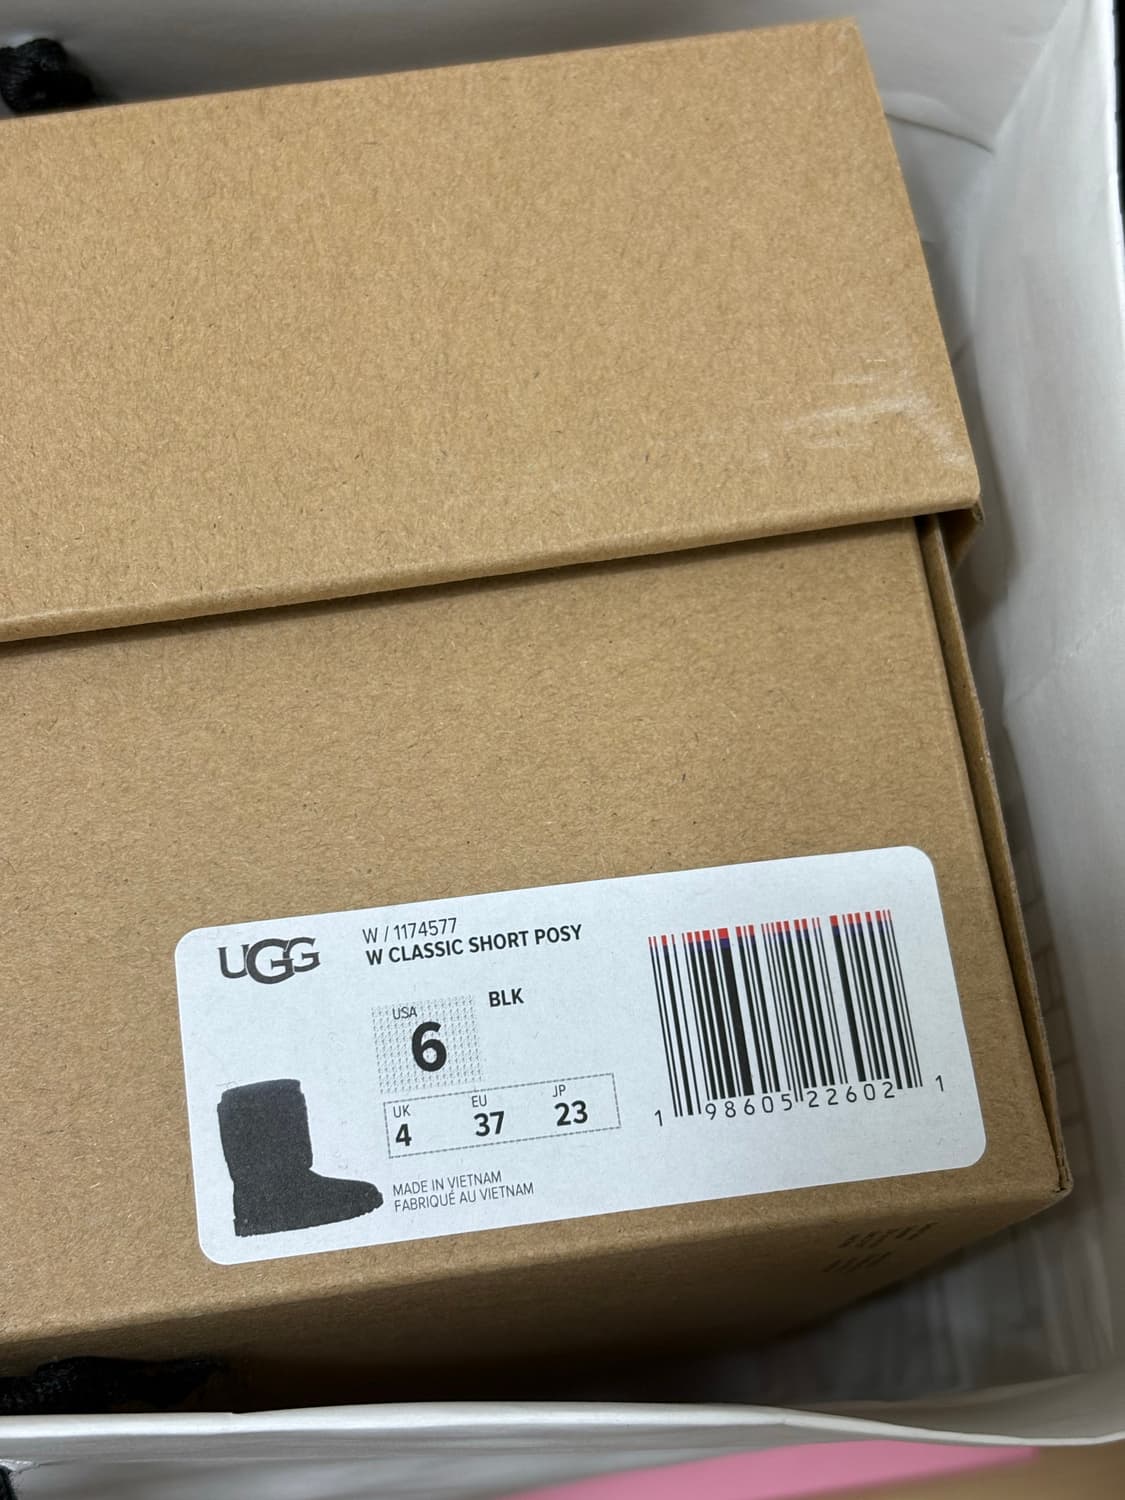 UGG
W / 1174577
W CLASSIC SHORT POSY
BLK
USA
6
UK
4
EU
37
JP
23
MADE IN VIETNAM
FABRIQUÉ AU VIETNAM
1 98605 22602 1